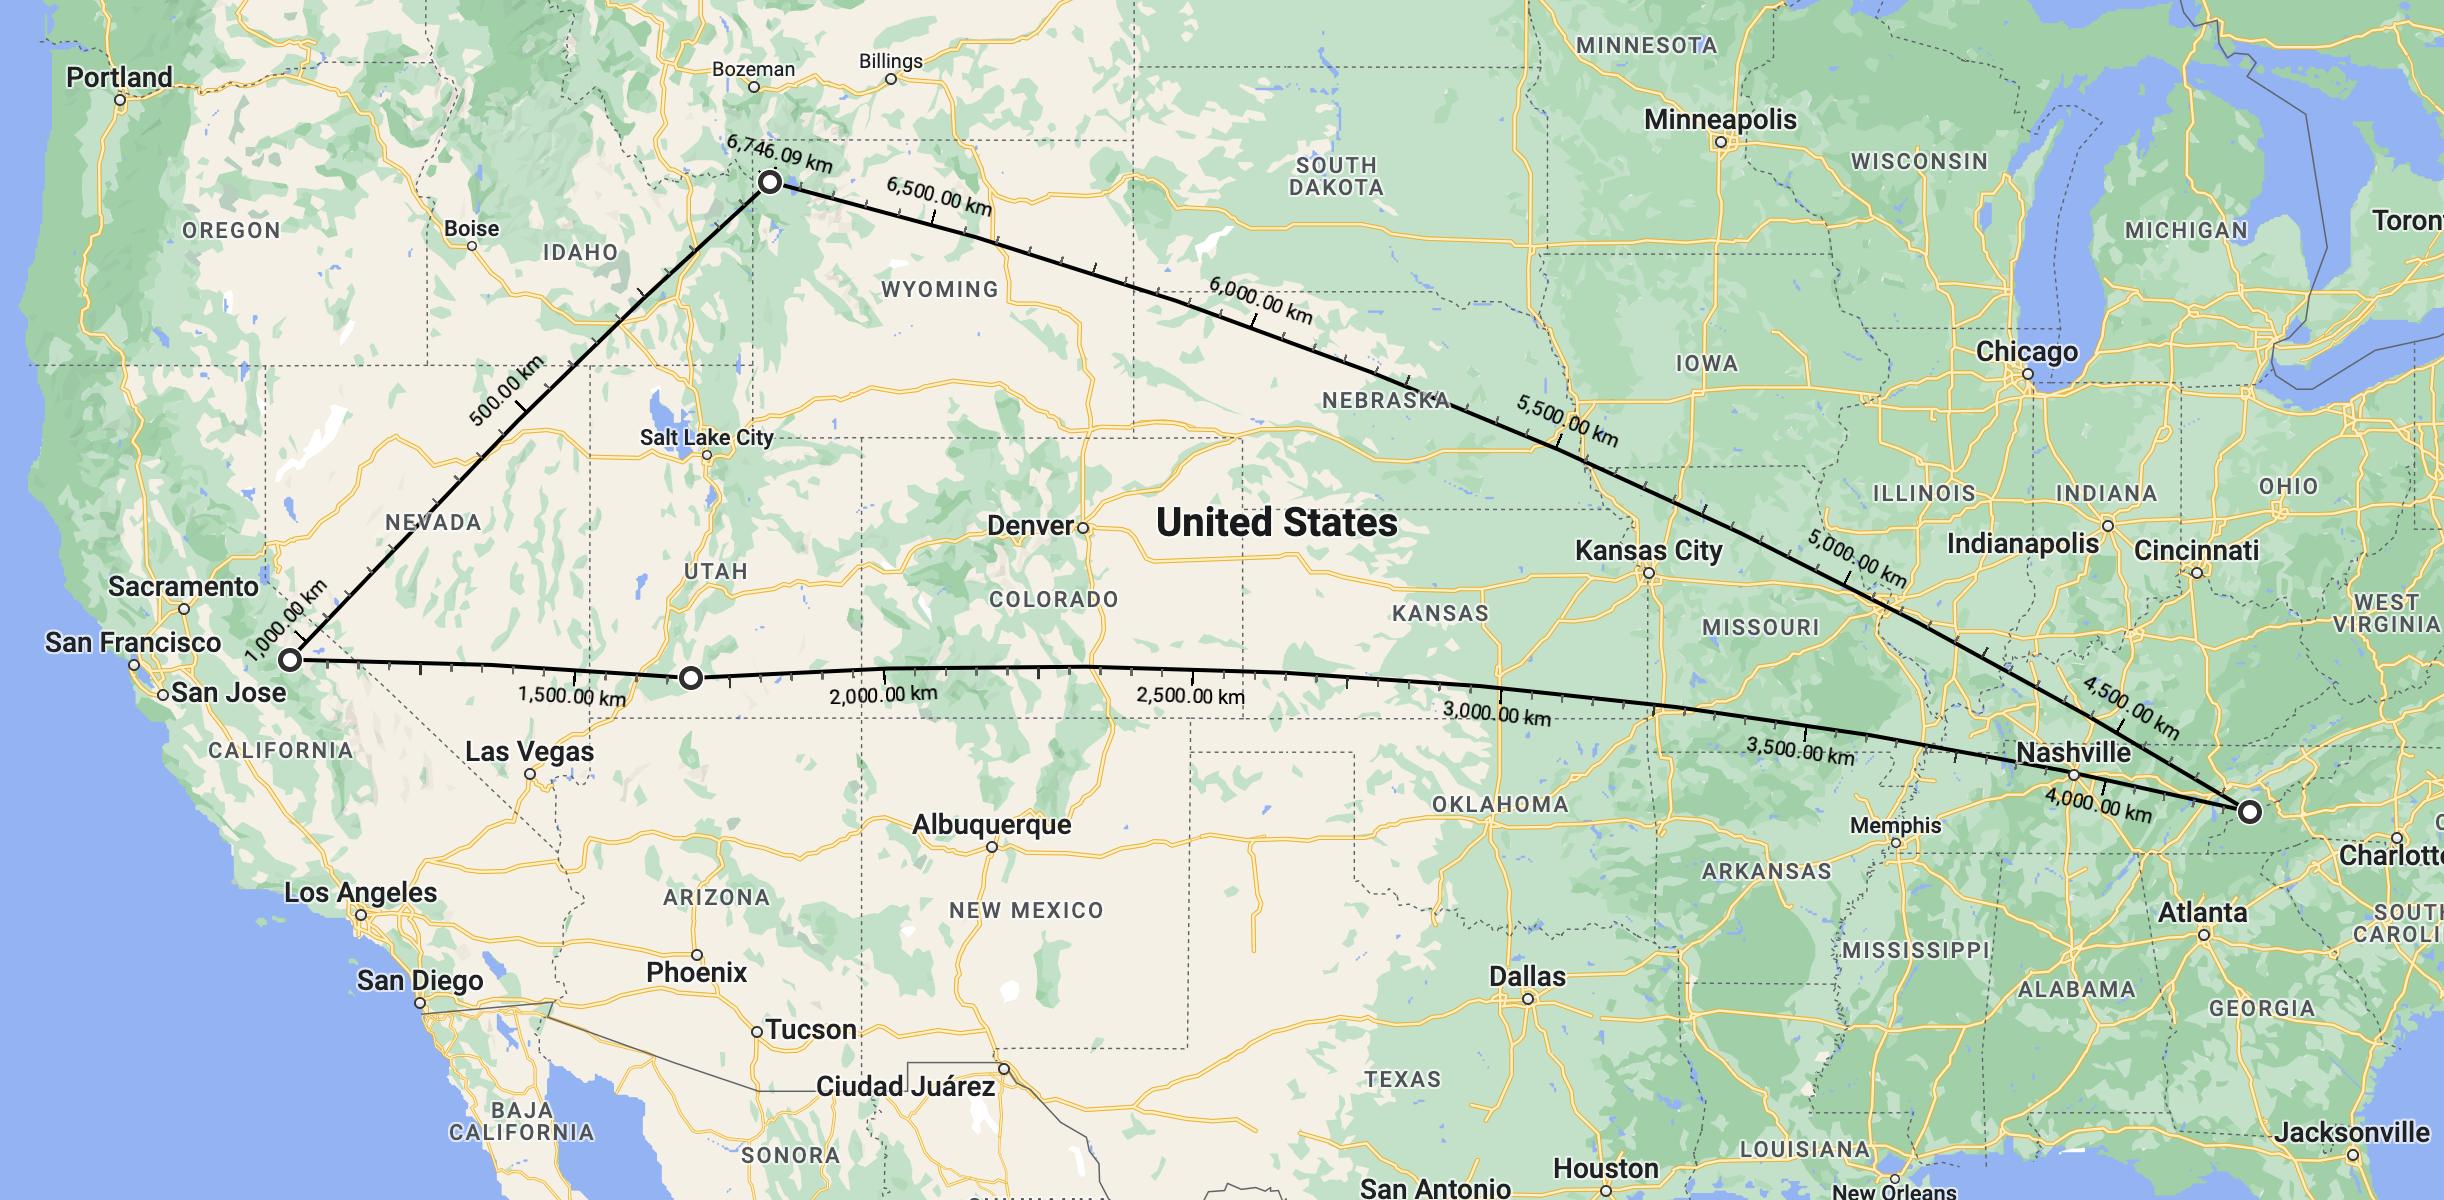 MINNESOTA
Billings
Bozeman
Portland
Minneapolis
6,746.09 km
WISCONSIN
SOUTH
DAKOTA
6,500.00 km
OREGON
Boise
MICHIGAN
IDAHO
WYOMING
6,000.00 km
Chicago
IOWA
500.00 km
NEBRASKA
5,500.00 km
Salt Lake City
OHIO
ILLINOIS
INDIANA
NEVADA
Denver
United States
Indianapolis
Kansas City
Cincinnati
5,000.00 km
UTAH
Sacramento
COLORADO
WEST
VIRGINIA
KANSAS
1,000.00 km
MISSOURI
San Francisco
San Jose
1,500.00 km
2,000.00 km
2,500.00 km
3,000.00 km
4,500.00 km
CALIFORNIA
Las Vegas
3,500.00 km
Nashville
OKLAHOMA
4,000.00 km
Albuquerque
Memphis
Charlott
ARKANSAS
Los Angeles
ARIZONA
NEW MEXICO
Atlanta
SOUTH
CAROLI
MISSISSIPPI
Phoenix
San Diego
Dallas
ALABAMA
GEORGIA
Tucson
TEXAS
Ciudad Juárez
BAJA
CALIFORNIA
SONORA
Jacksonville
LOUISIANA
Houston
San Antonio
New Orleans
Toron